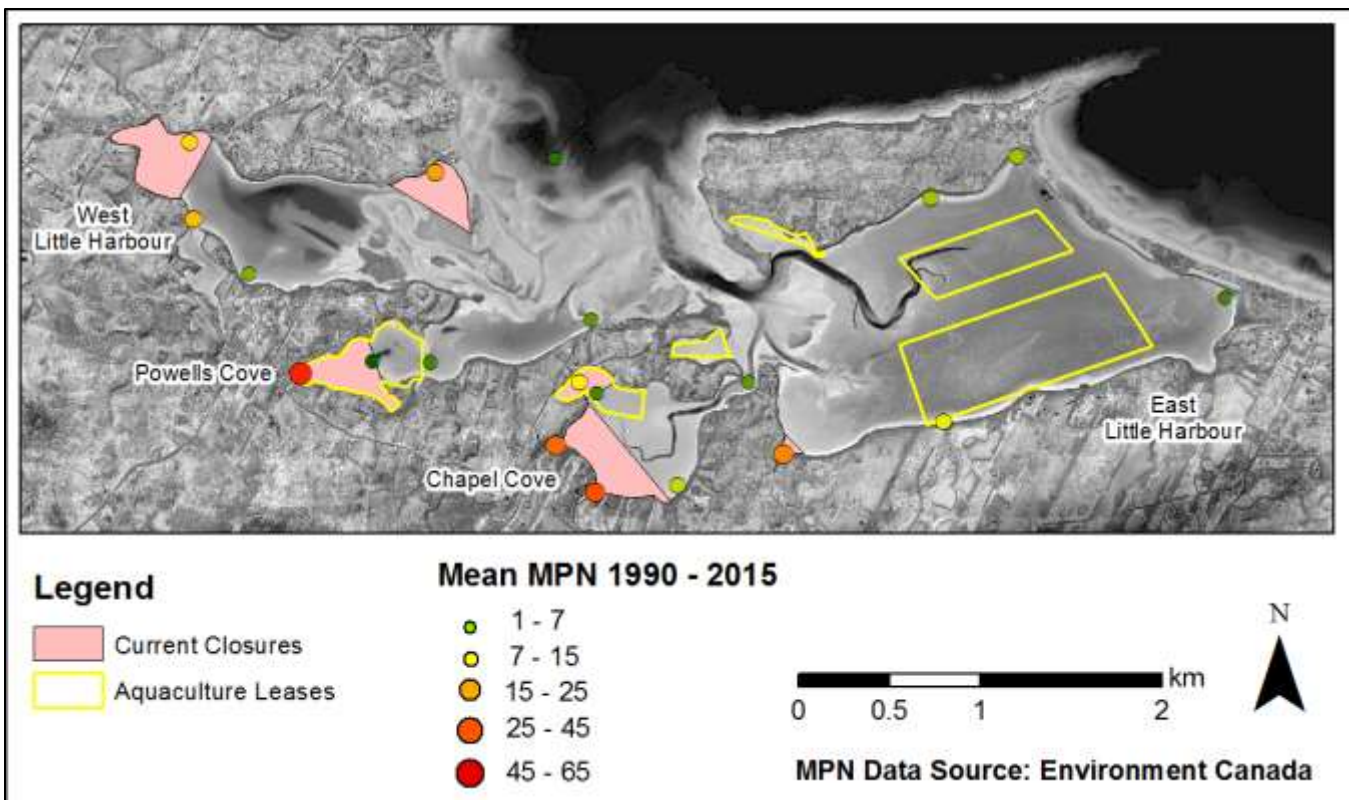 West
Little Harbour
Powells Cove
Chapel Cove
East
Little Harbour
Legend
Current Closures
Aquaculture Leases
Mean MPN 1990 - 2015
1 - 7
7 - 15
15 - 25
25 - 45
45 - 65
N
km
0 0.5 1 2
MPN Data Source: Environment Canada